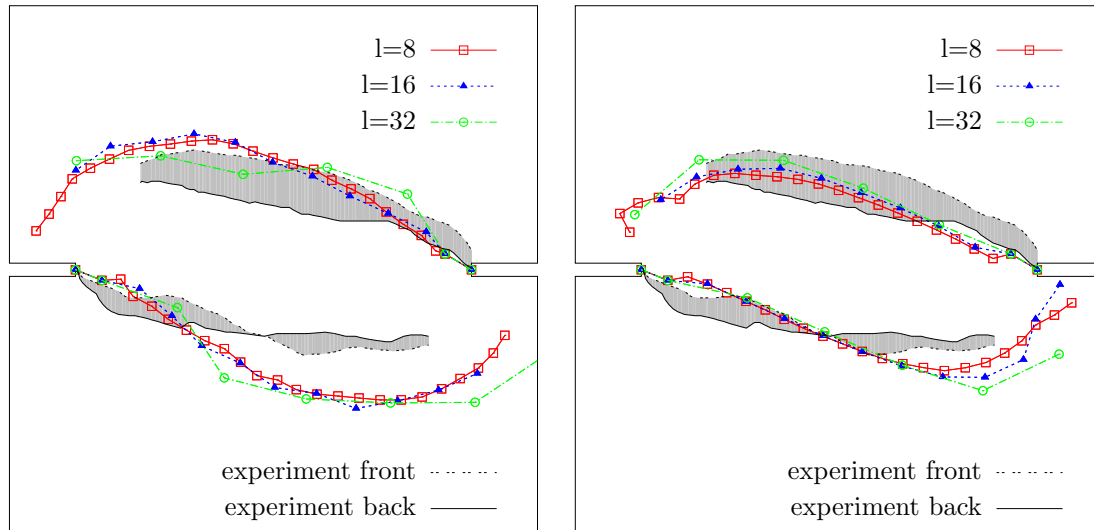 l=8
l=16
l=32
experiment front
experiment back
l=8
l=16
l=32
experiment front
experiment back